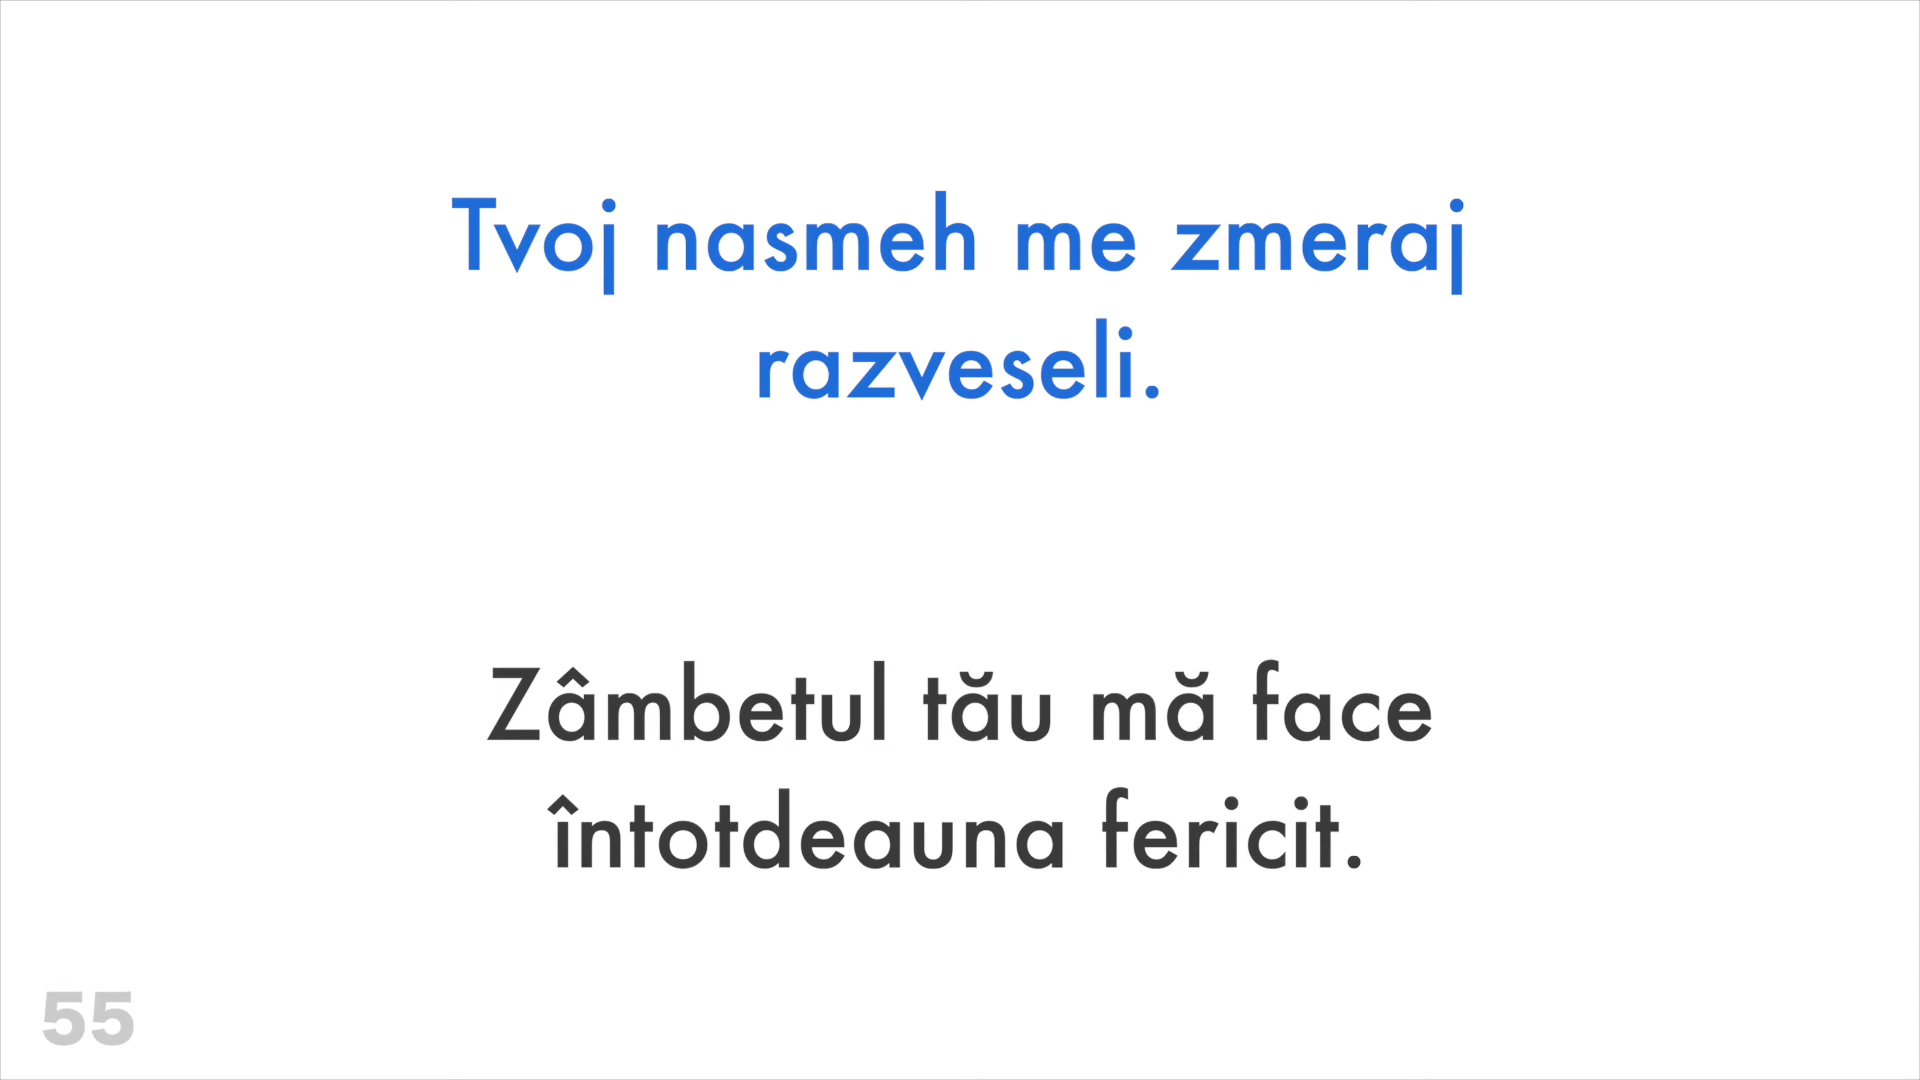 Tvoj nasmeh me zmeraj
razveseli.
Zâmbetul tău mă face
întotdeauna fericit.
55